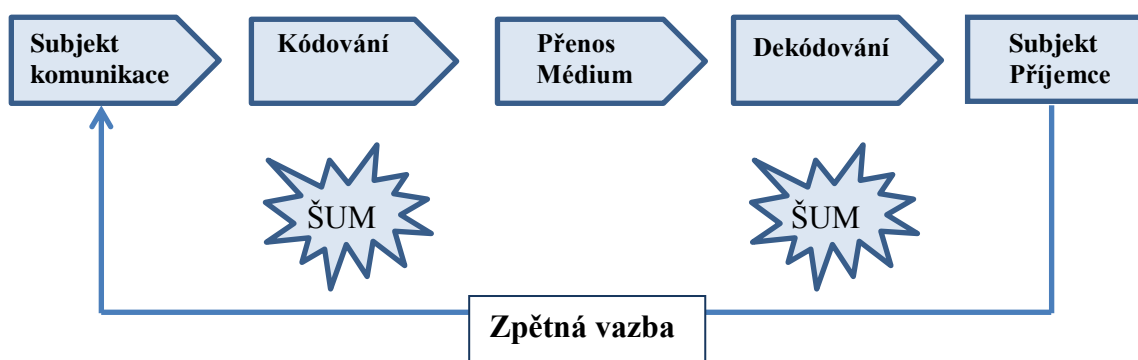 Subjekt
komunikace
Kódování
Přenos
Médium
Dekódování
Subjekt
Příjemce
ŠUM
ŠUM
Zpětná vazba